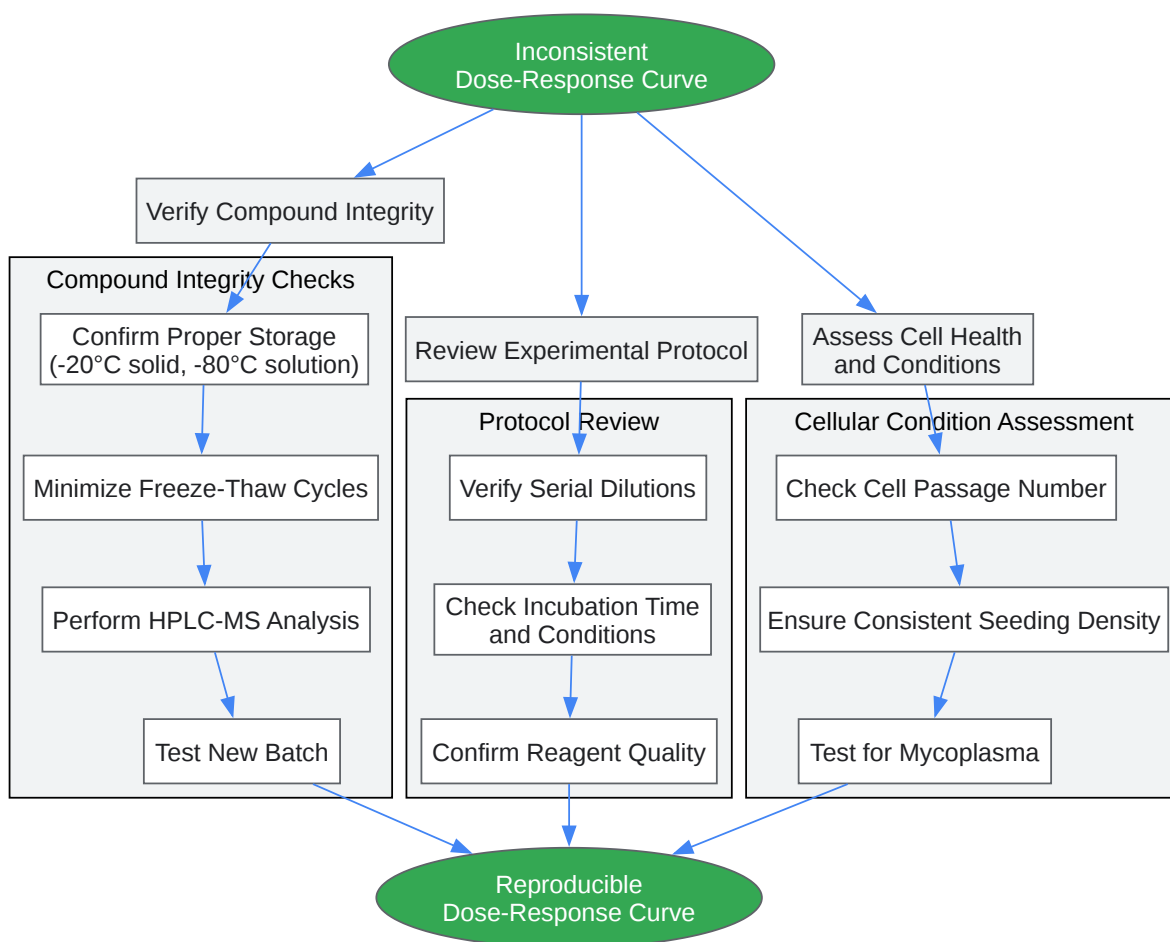 Inconsistent
Dose-Response Curve
Verify Compound Integrity
Compound Integrity Checks
Confirm Proper Storage
(-20°C solid, -80°C solution)
Minimize Freeze-Thaw Cycles
Perform HPLC-MS Analysis
Test New Batch
Review Experimental Protocol
Protocol Review
Verify Serial Dilutions
Check Incubation Time
and Conditions
Confirm Reagent Quality
Assess Cell Health
and Conditions
Cellular Condition Assessment
Check Cell Passage Number
Ensure Consistent Seeding Density
Test for Mycoplasma
Reproducible
Dose-Response Curve